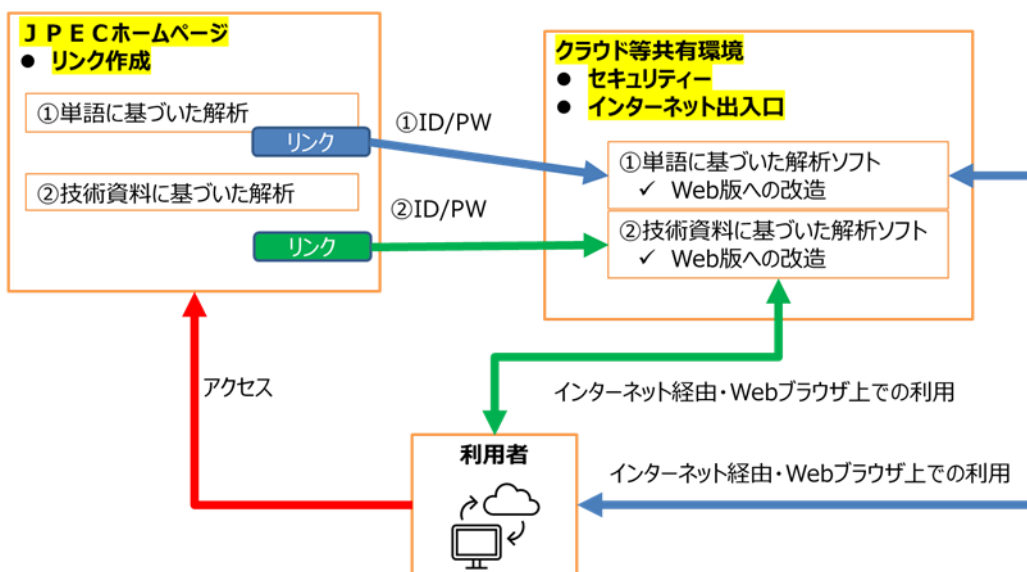 ＪＰＥＣホームページ
● リンク作成
①単語に基づいた解析
リンク
②技術資料に基づいた解析
リンク
①ID/PW
②ID/PW
クラウド等共有環境
● セキュリティー
● インターネット出入口
①単語に基づいた解析ソフト
✓ Web版への改造
②技術資料に基づいた解析ソフト
✓ Web版への改造
アクセス
インターネット経由・Webブラウザ上での利用
利用者
インターネット経由・Webブラウザ上での利用